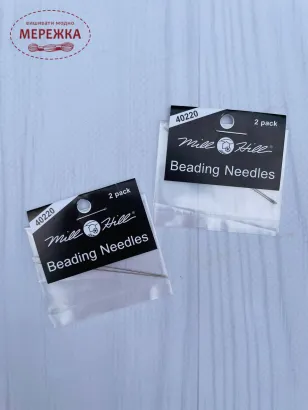 вишивати модно
МЕРЕЖКА
40220
2 pack
Mill Hill
Beading Needles
40220
2 pack
Mill Hill
Beading Needles